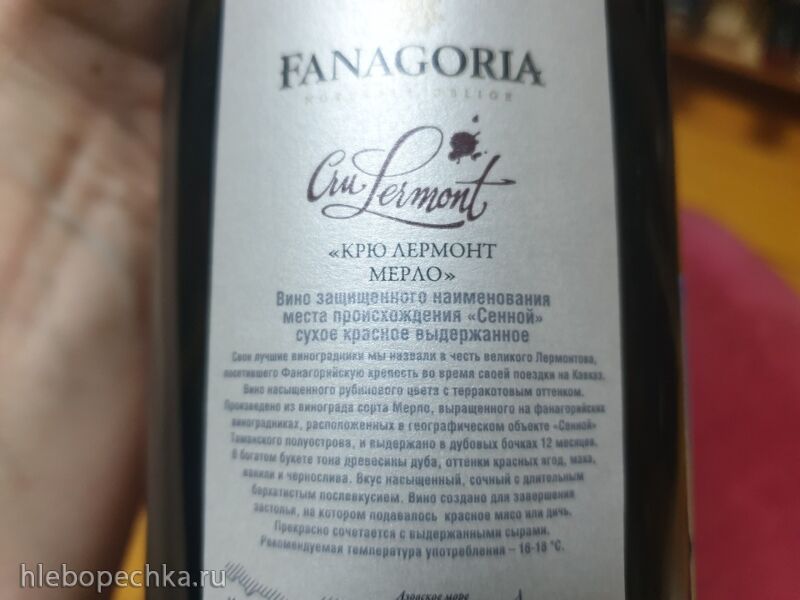 FANAGORIA
NOBLESSE OBLIGE
Cru Lermont
«КРЮ ЛЕРМОНТ
МЕРЛО»
Вино защищенного наименования
места происхождения «Сенной»
сухое красное выдержанное
Свои лучшие виноградники мы назвали в честь великого Лермонтова,
посетившего Фанагорийскую крепость во время своей поездки на Кавказ.
Вино насыщенного рубинового цвета с терракотовым оттенком.
Произведено из винограда сорта Мерло, выращенного на фанагорийских
виноградниках, расположенных в географическом объекте «Сенной»
Таманского полуострова, и выдержано в дубовых бочках 12 месяцев.
В богатом букете тона древесины дуба, оттенки красных ягод, мака,
ванили и чернослива. Вкус насыщенный, сочный с длительным
бархатистым послевкусием. Вино создано для завершения
застолья, на котором подавалось красное мясо или дичь.
Прекрасно сочетается с выдержанными сырами.
Рекомендуемая температура употребления – 16-18 °С.
Азовское море
hlebopechka.ru